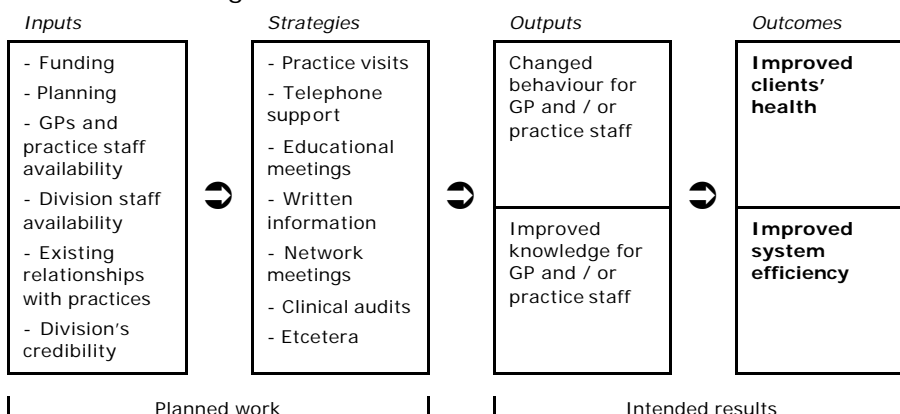 Inputs
Strategies
Outputs
Outcomes
- Funding
- Planning
- GPs and
practice staff
availability
- Division staff
availability
- Existing
relationships
with practices
- Division's
credibility
- Practice visits
- Telephone
support
- Educational
meetings
- Written
information
- Network
meetings
- Clinical audits
- Etcetera
Changed
behaviour for
GP and / or
practice staff
Improved
knowledge for
GP and / or
practice staff
Improved
clients'
health
Improved
system
efficiency
Planned work
Intended results